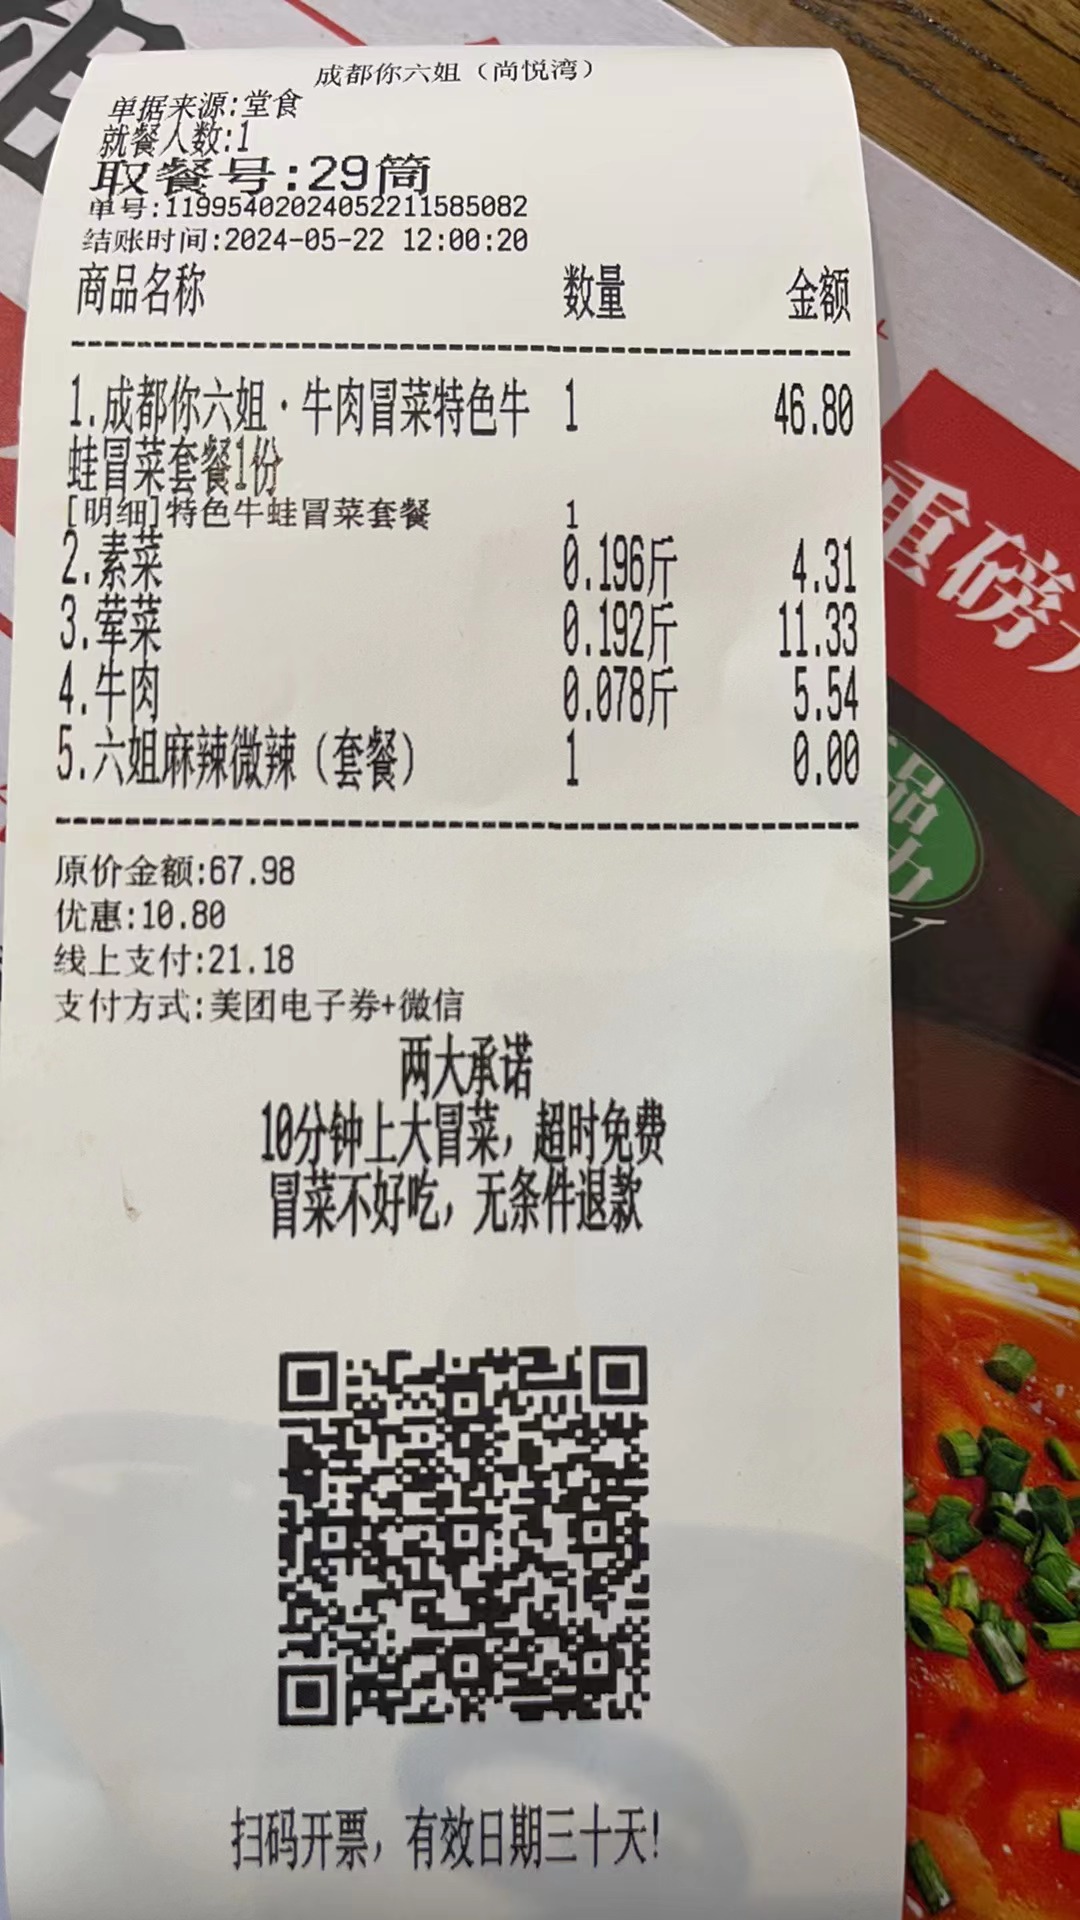 成都你六姐（尚悦湾）
单据来源:堂食
就餐人数:1
取餐号:29筒
单号:11995402024052211585082
结账时间:2024-05-22 12:00:20
商品名称 数量 金额
1.成都你六姐·牛肉冒菜特色牛 1 46.80
蛙冒菜套餐1份
[明细]特色牛蛙冒菜套餐 1
2.素菜 0.196斤 4.31
3.荤菜 0.192斤 11.33
4.牛肉 0.078斤 5.54
5.六姐麻辣微辣（套餐） 1 0.00
原价金额:67.98
优惠:10.80
线上支付:21.18
支付方式:美团电子券+微信
两大承诺
10分钟上大冒菜，超时免费
冒菜不好吃，无条件退款
扫码开票，有效日期三十天!
重磅
品